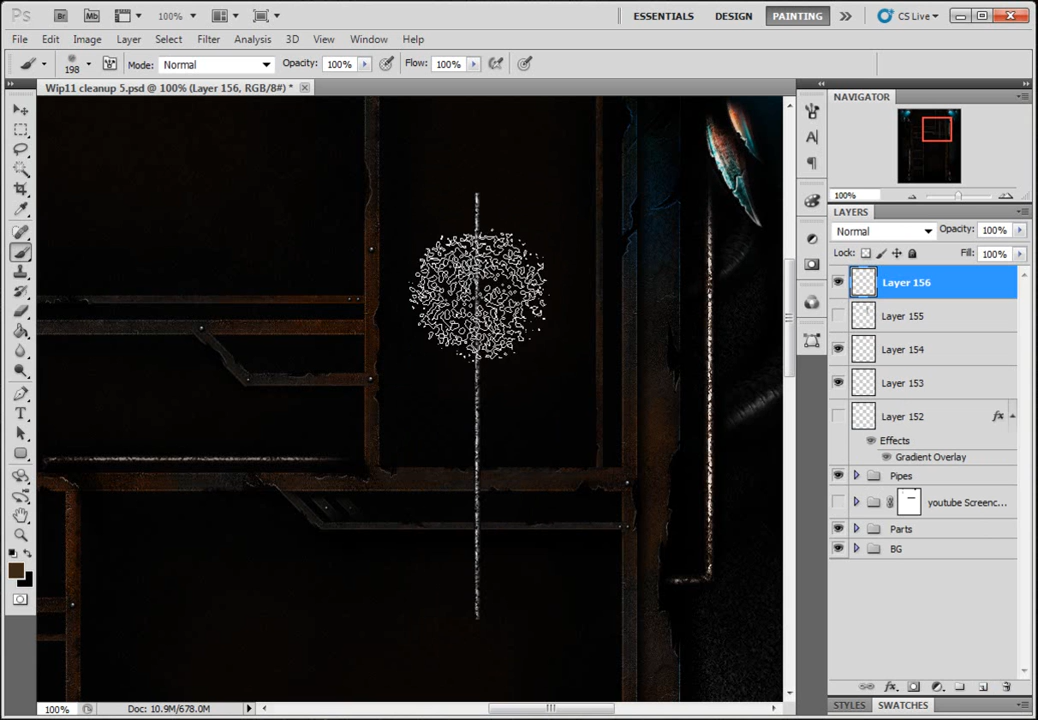 Ps Br Mb 100% ESSENTIALS DESIGN PAINTING CS Live
File Edit Image Layer Select Filter Analysis 3D View Window Help
198 Mode: Normal Opacity: 100% Flow: 100%
Wip11 cleanup 5.psd @ 100% (Layer 156, RGB/8#) *
NAVIGATOR
100%
LAYERS
Normal Opacity: 100%
Lock: Fill: 100%
Layer 156
Layer 155
Layer 154
Layer 153
Layer 152 fx
Effects
Gradient Overlay
Pipes
youtube Screenc...
Parts
BG
100% Doc: 10.9M/678.0M
STYLES SWATCHES